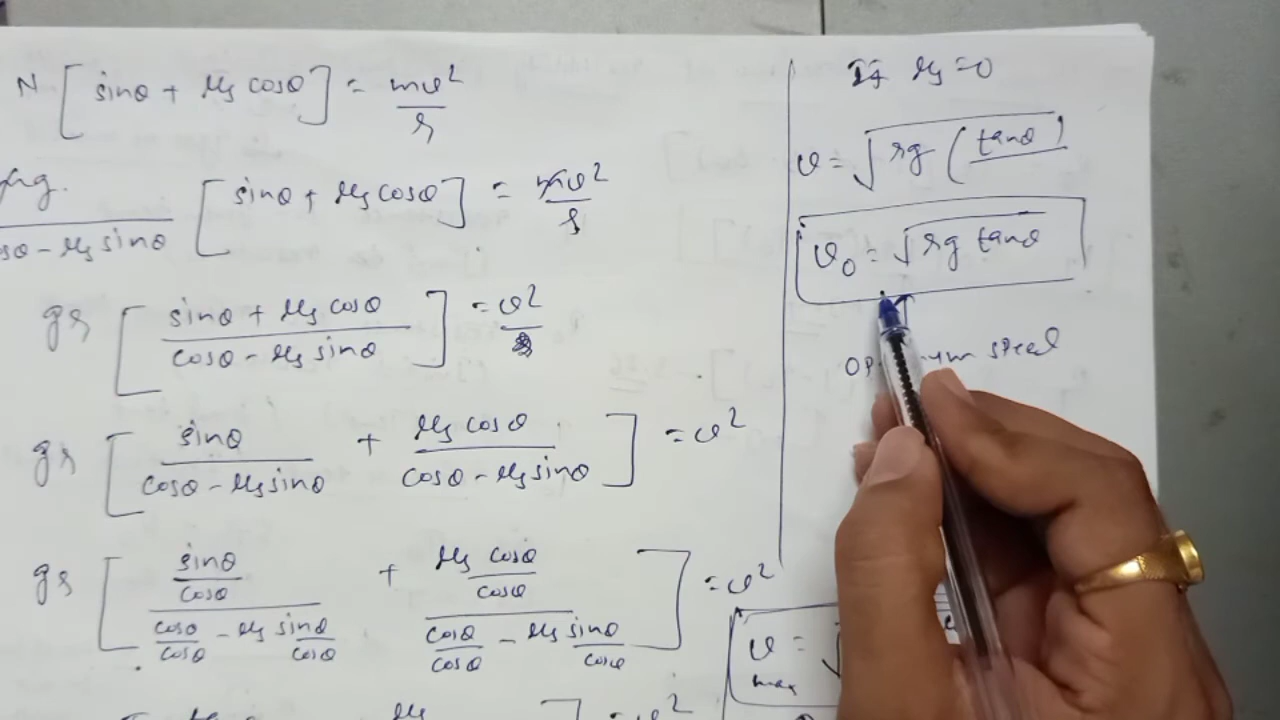 N [sinθ + μs cosθ] = mv²/r
mg/cosθ - μs sinθ [sinθ + μs cosθ] = mv²/r
gr [sinθ + μs cosθ / cosθ - μs sinθ] = v²
gr [sinθ / cosθ - μs sinθ + μs cosθ / cosθ - μs sinθ] = v²
gr [sinθ/cosθ / cosθ/cosθ - μs sinθ/cosθ + μs cosθ/cosθ / cosθ/cosθ - μs sinθ/cosθ] = v²
= v²
If μs = 0
v = √rg (tanθ)
v₀ = √rg tanθ
speed
v max = √